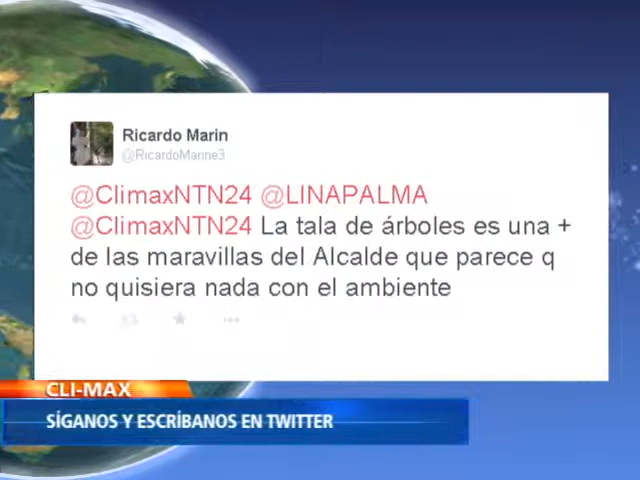 Ricardo Marin
@RicardoMarine3
@ClimaxNTN24 @LINAPALMA
@ClimaxNTN24 La tala de árboles es una +
de las maravillas del Alcalde que parece q
no quisiera nada con el ambiente
CLI-MAX
SÍGANOS Y ESCRÍBANOS EN TWITTER